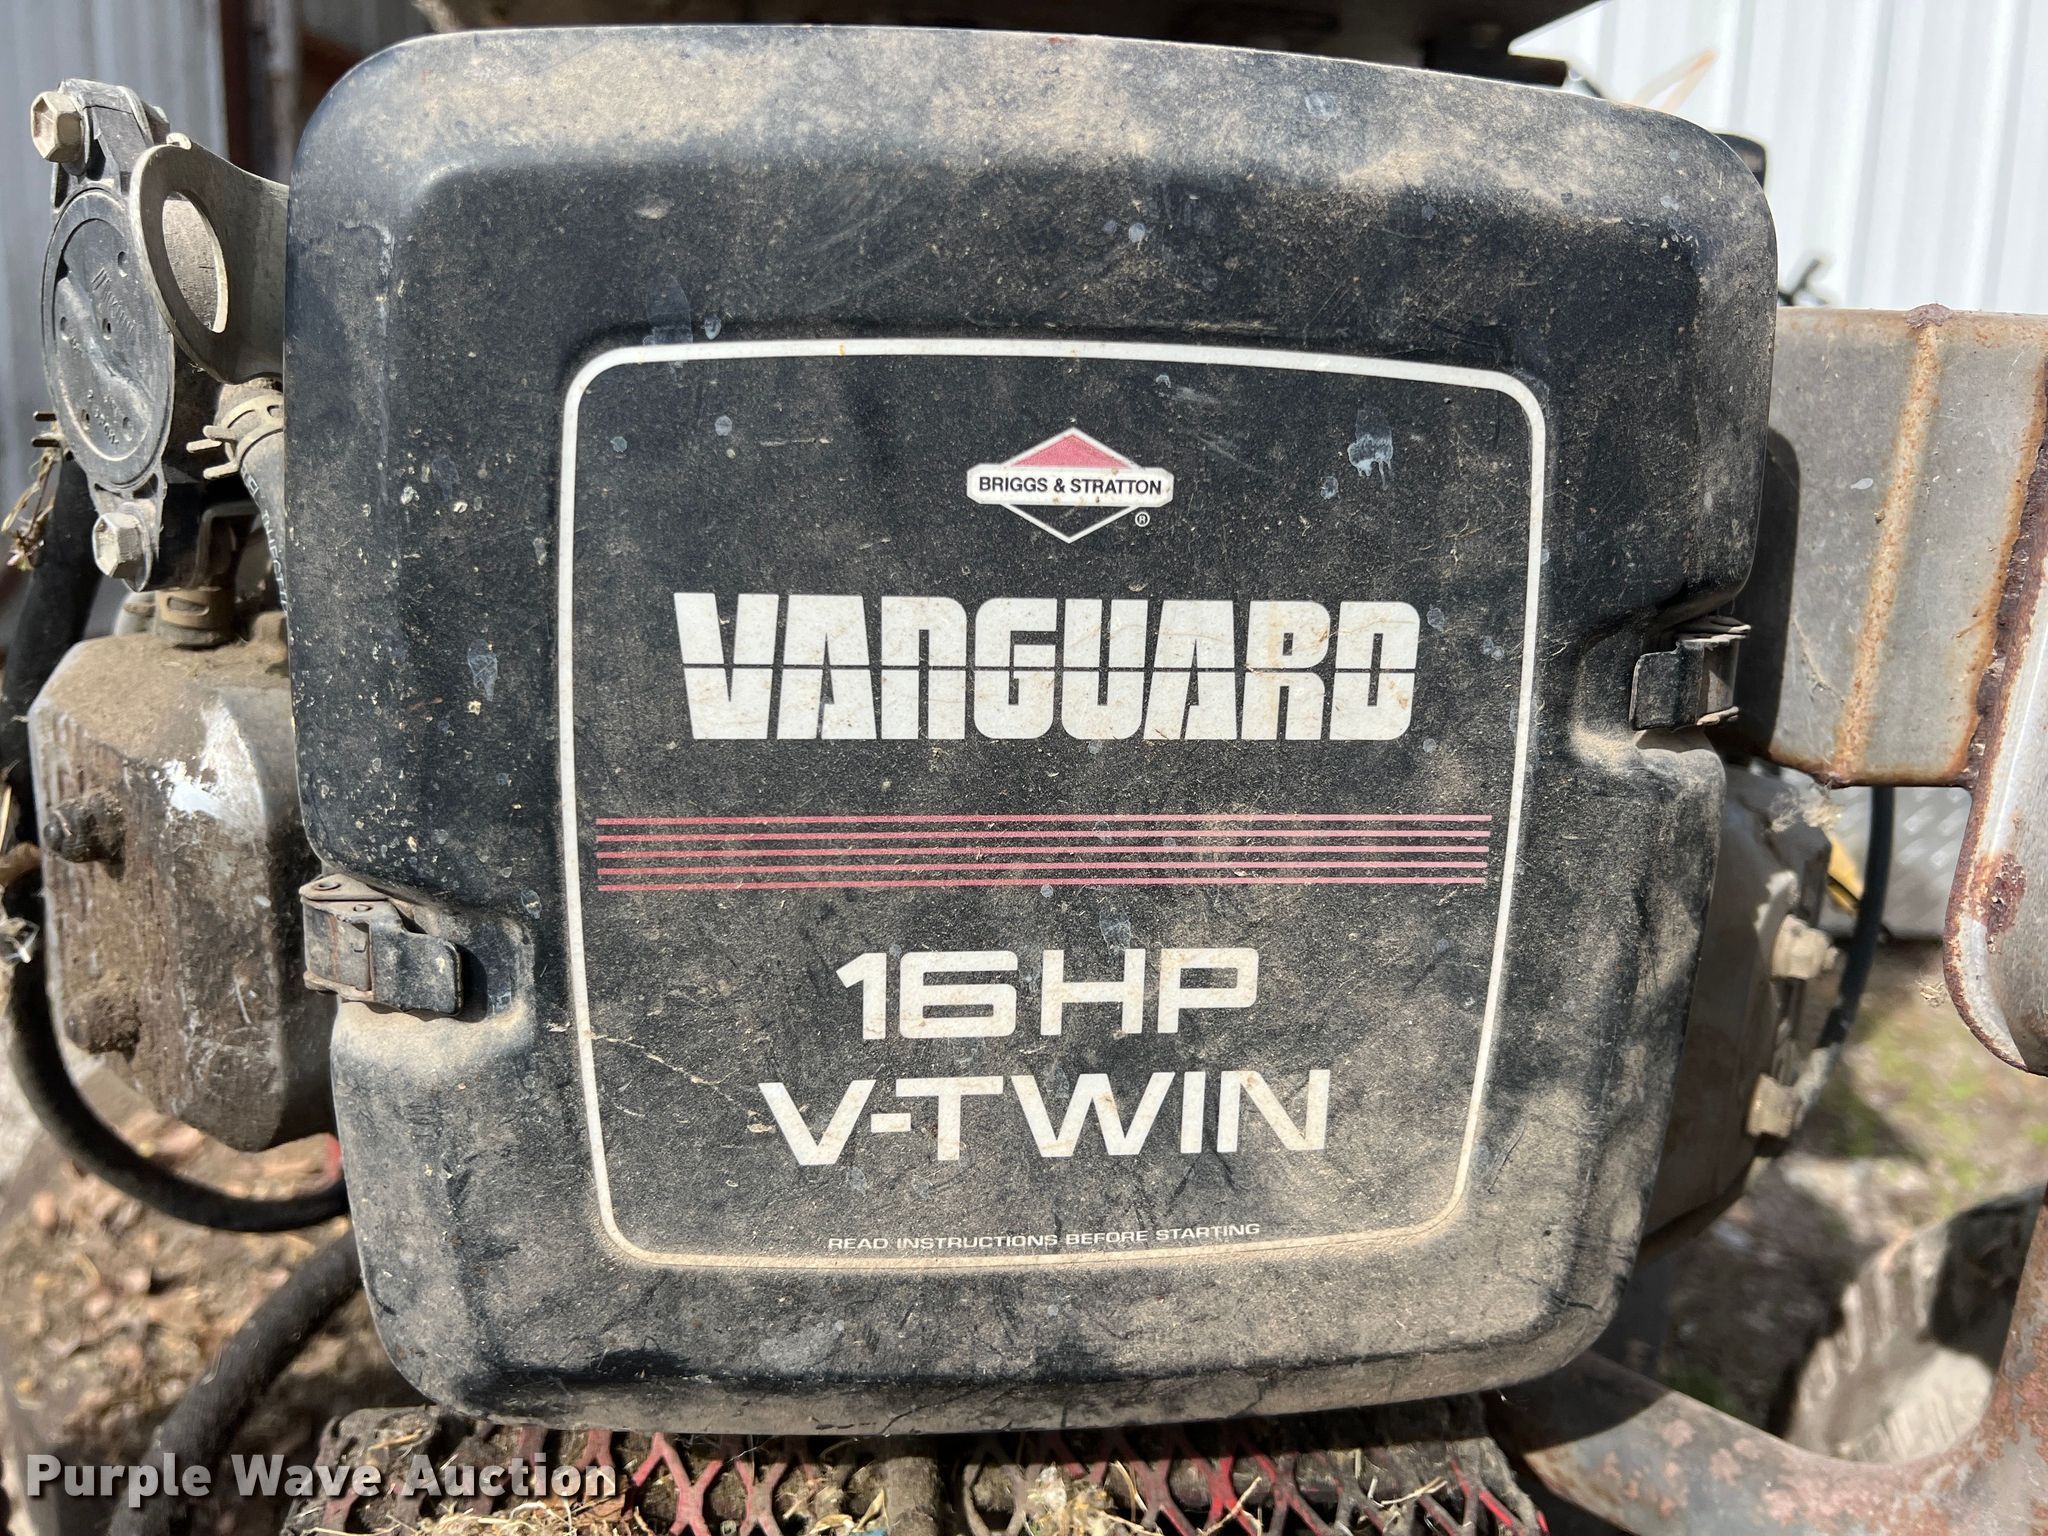 BRIGGS & STRATTON
®
VANGUARD
16HP
V-TWIN
READ INSTRUCTIONS BEFORE STARTING
Purple Wave Auction